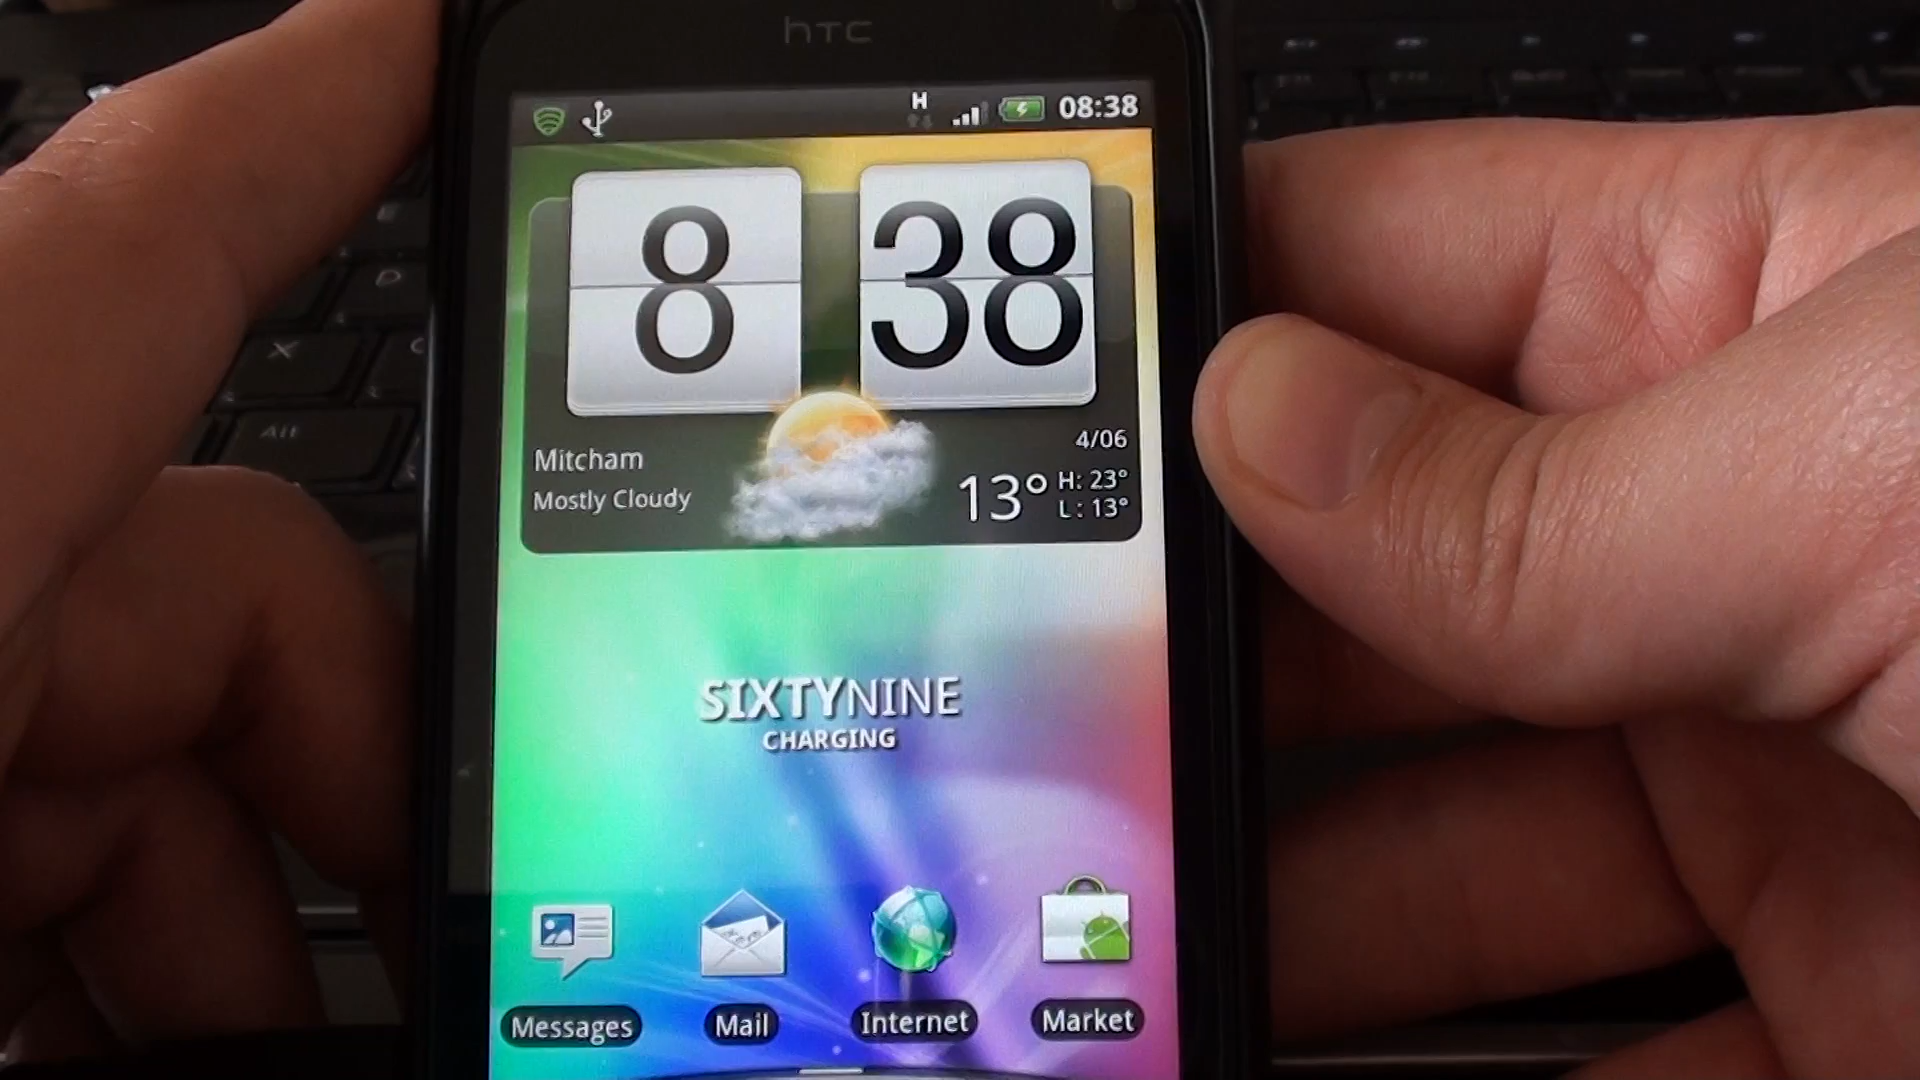 hTC
H
08:38
8
38
Mitcham
Mostly Cloudy
4/06
13°
H: 23°
L: 13°
SIXTYNINE
CHARGING
Messages
Mail
Internet
Market
D
X
C
Alt